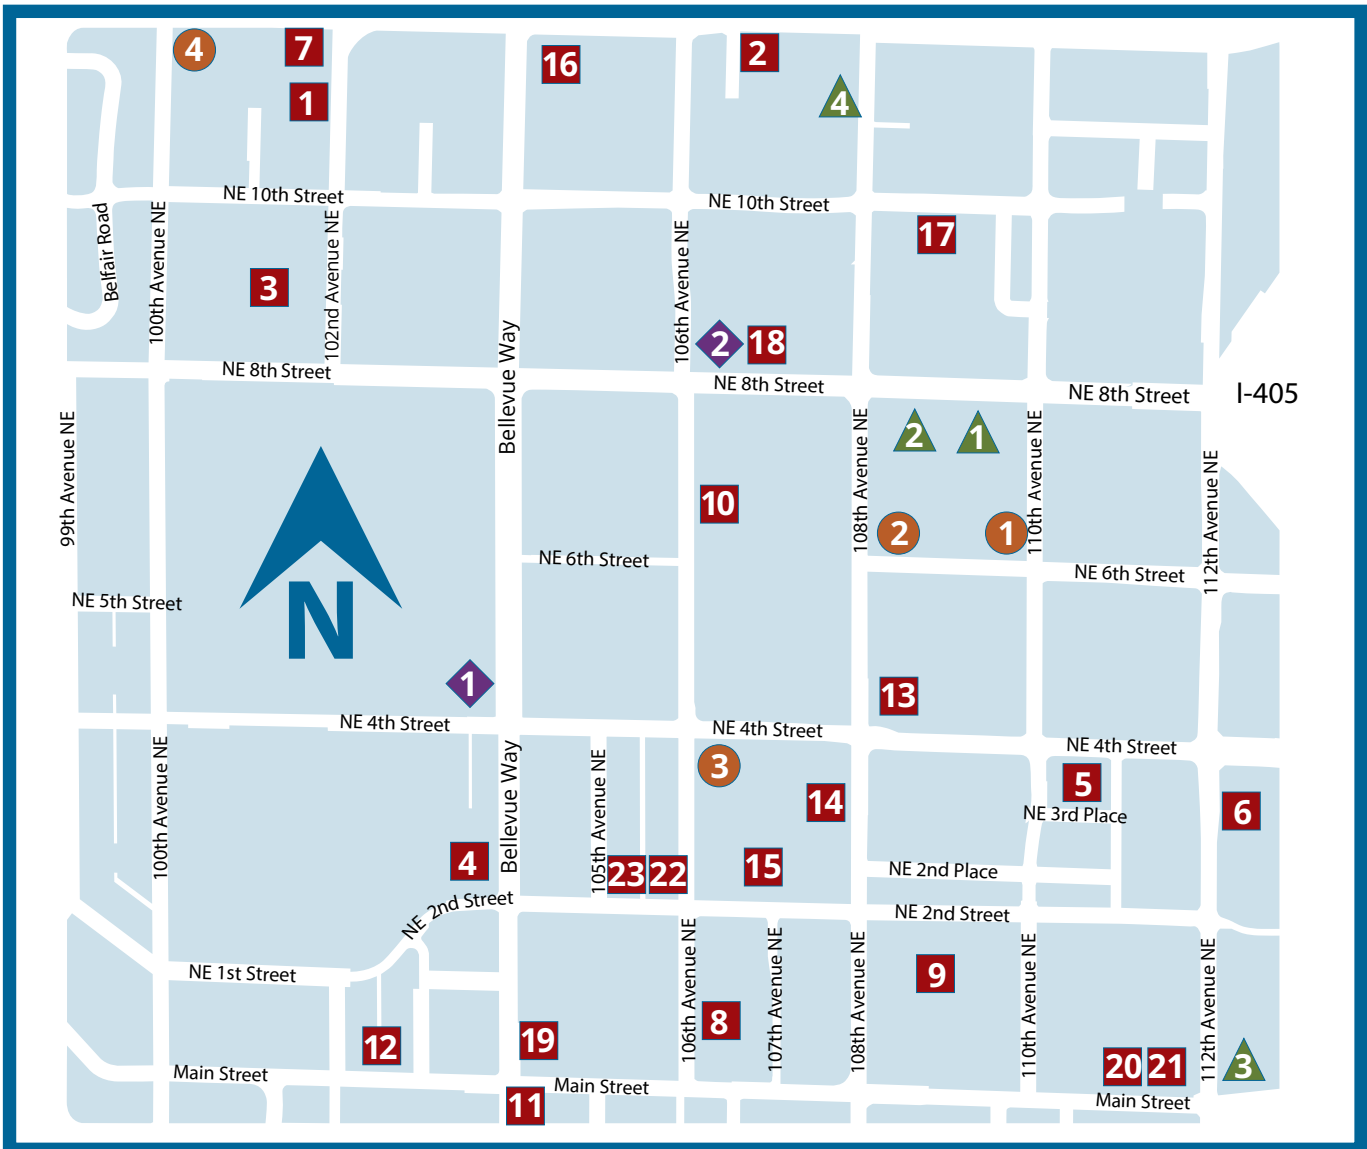 4
7
16
2
1
4
NE 10th Street
NE 10th Street
Belfair Road
100th Avenue NE
102nd Avenue NE
106th Avenue NE
17
3
2
18
NE 8th Street
Bellevue Way
NE 8th Street
NE 8th Street
I-405
99th Avenue NE
108th Avenue NE
2
1
110th Avenue NE
112th Avenue NE
10
2
1
N
NE 6th Street
NE 6th Street
NE 5th Street
1
13
NE 4th Street
NE 4th Street
NE 4th Street
100th Avenue NE
Bellevue Way
105th Avenue NE
3
14
5
NE 3rd Place
6
4
23
22
15
NE 2nd Place
NE 2nd Street
NE 2nd Street
NE 1st Street
106th Avenue NE
107th Avenue NE
108th Avenue NE
9
110th Avenue NE
112th Avenue NE
8
12
19
20
21
3
Main Street
Main Street
Main Street
11